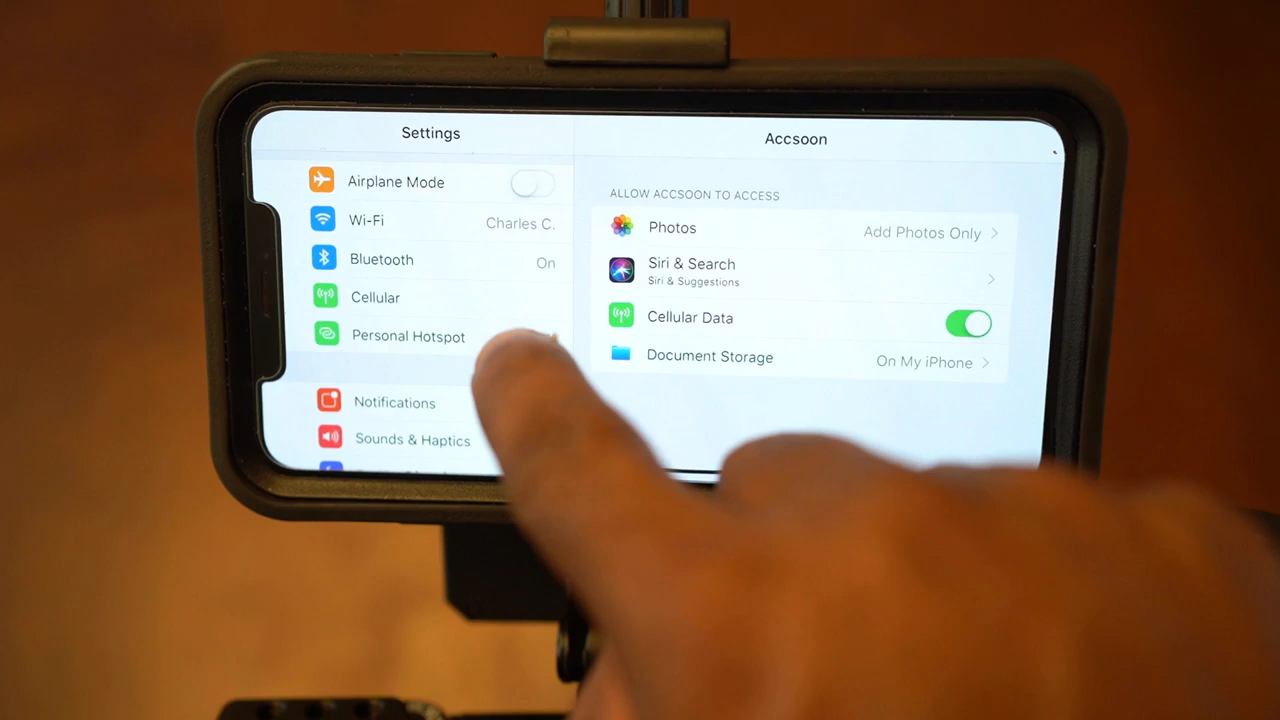 Settings
Airplane Mode
Wi-Fi Charles C.
Bluetooth On
Cellular
Personal Hotspot
Notifications
Sounds & Haptics
Accsoon
ALLOW ACCSOON TO ACCESS
Photos Add Photos Only
Siri & Search
Siri & Suggestions
Cellular Data
Document Storage On My iPhone